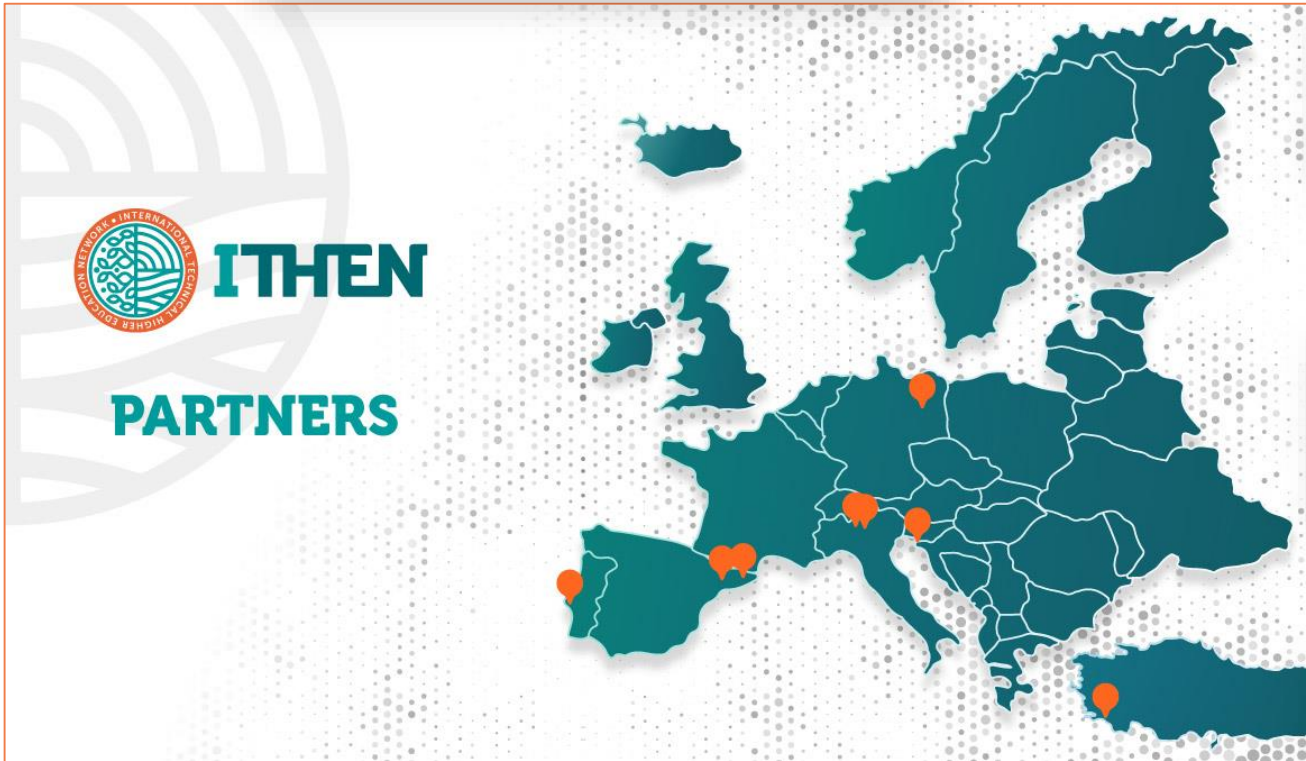 • INTERNATIONAL TECHNICAL HIGHER EDUCATION NETWORK
ITHEN
PARTNERS